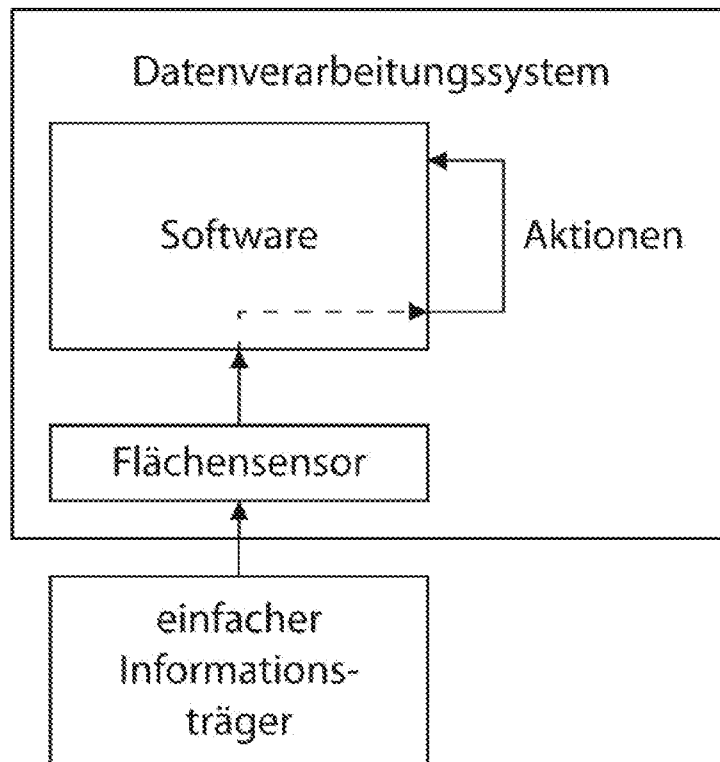 Datenverarbeitungssystem
Software
Aktionen
Flächensensor
einfacher
Informations-
träger